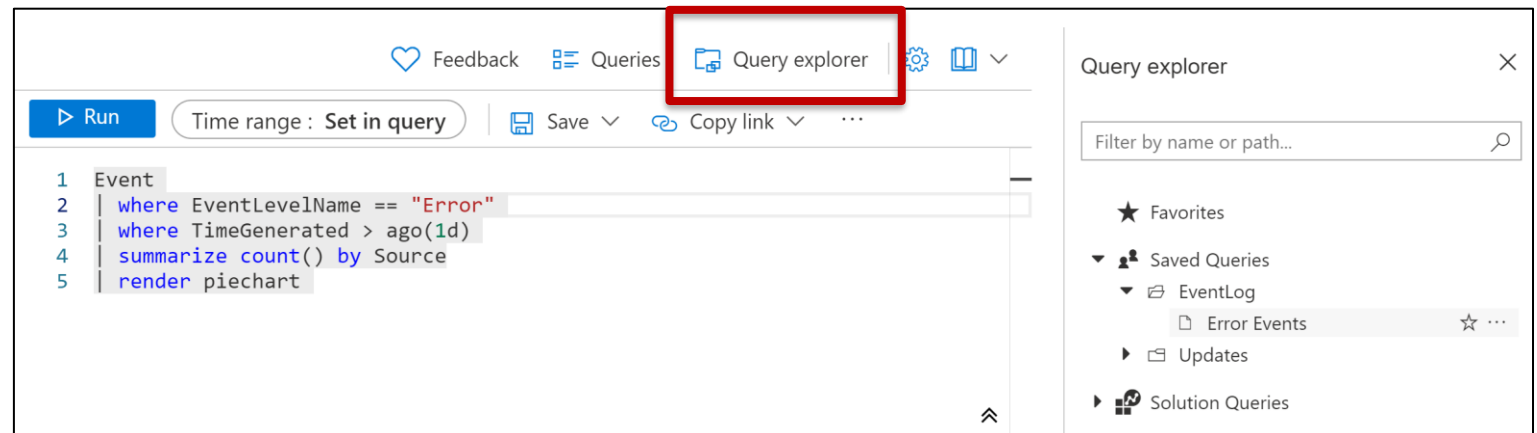 Feedback Queries Query explorer
Run Time range : Set in query Save Copy link ...
1 Event
2 | where EventLevelName == "Error"
3 | where TimeGenerated > ago(1d)
4 | summarize count() by Source
5 | render piechart
Query explorer
Filter by name or path...
Favorites
Saved Queries
EventLog
Error Events ...
Updates
Solution Queries